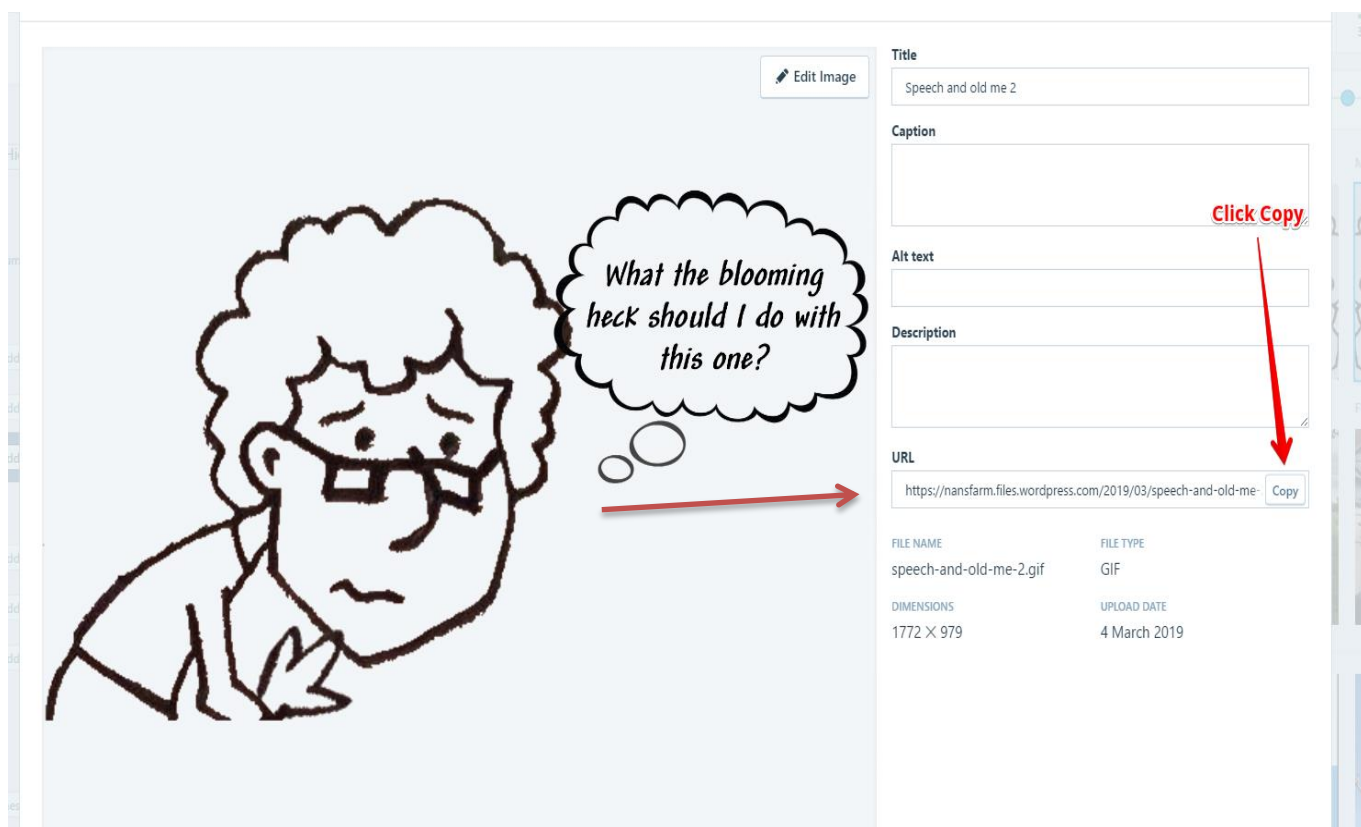 Edit Image
What the blooming
heck should I do with
this one?
Title
Speech and old me 2
Caption
Click Copy
Alt text
Description
URL
https://nansfarm.files.wordpress.com/2019/03/speech-and-old-me- Copy
FILE NAME FILE TYPE
speech-and-old-me-2.gif GIF
DIMENSIONS UPLOAD DATE
1772 X 979 4 March 2019